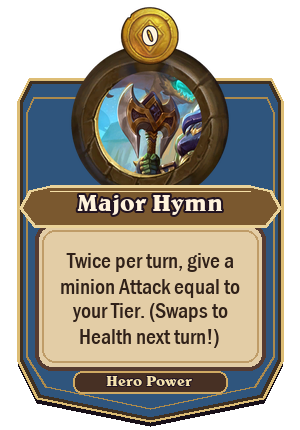 0
Major Hymn
Twice per turn, give a
minion Attack equal to
your Tier. (Swaps to
Health next turn!)
Hero Power